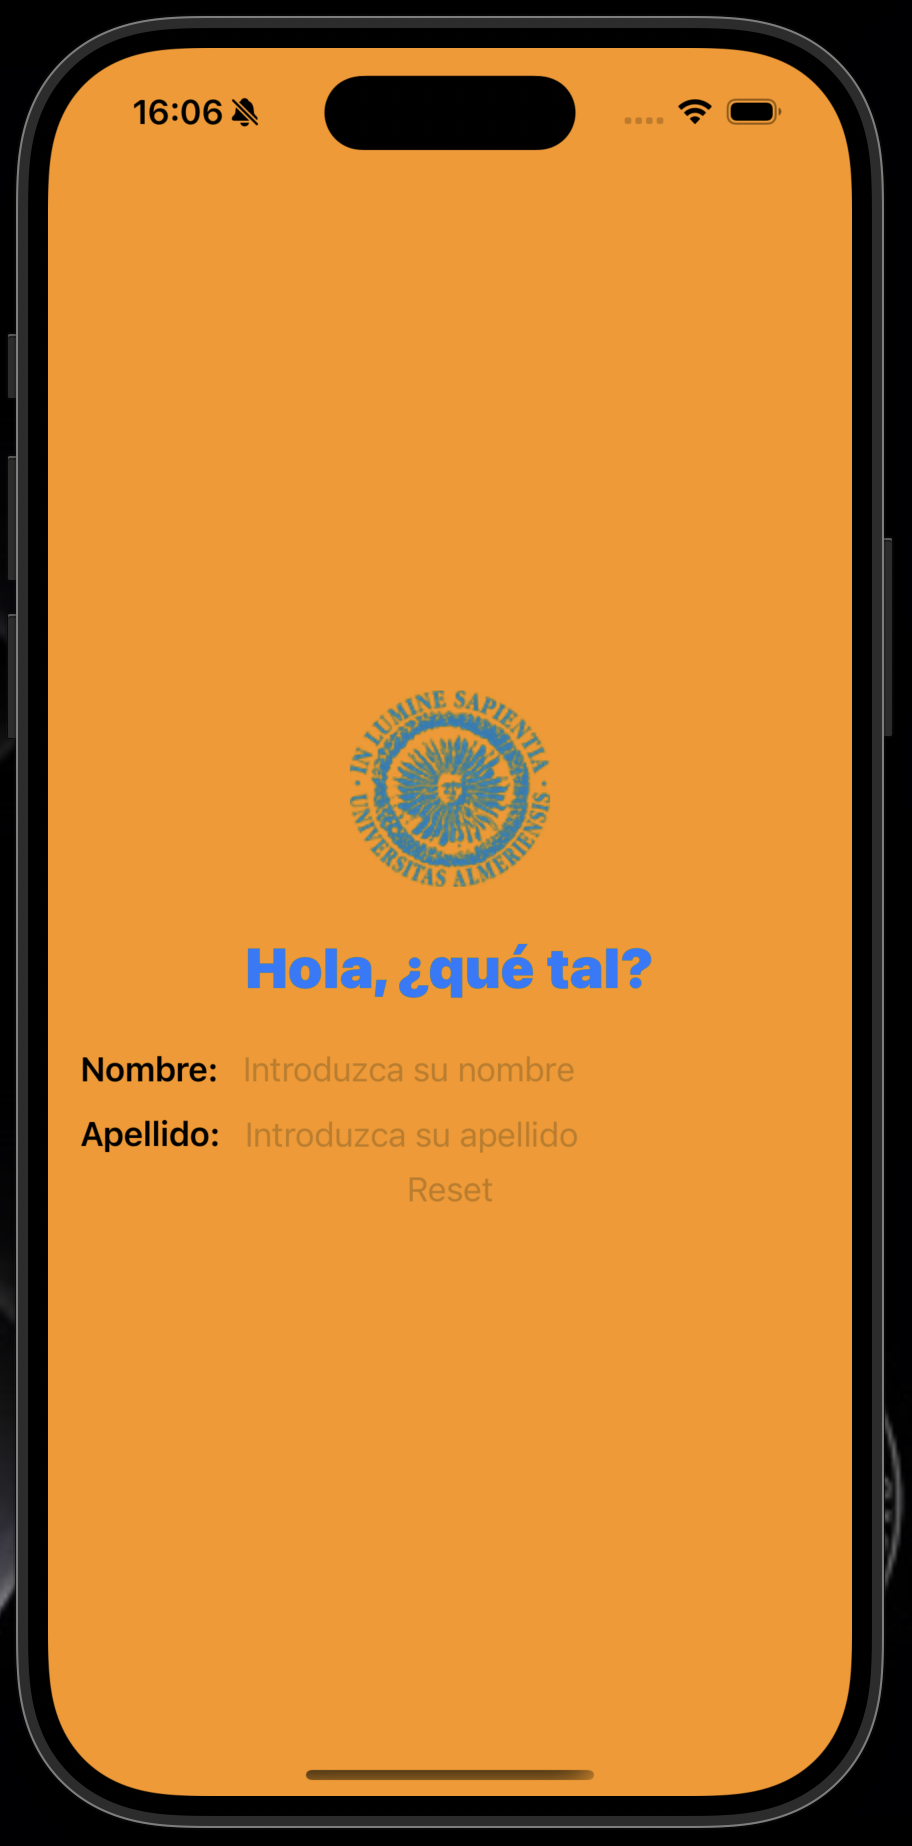 16:06
· IN LUMINE SAPIENTIA ·
UNIVERSITAS ALMERIENSIS
Hola, ¿qué tal?
Nombre: Introduzca su nombre
Apellido: Introduzca su apellido
Reset